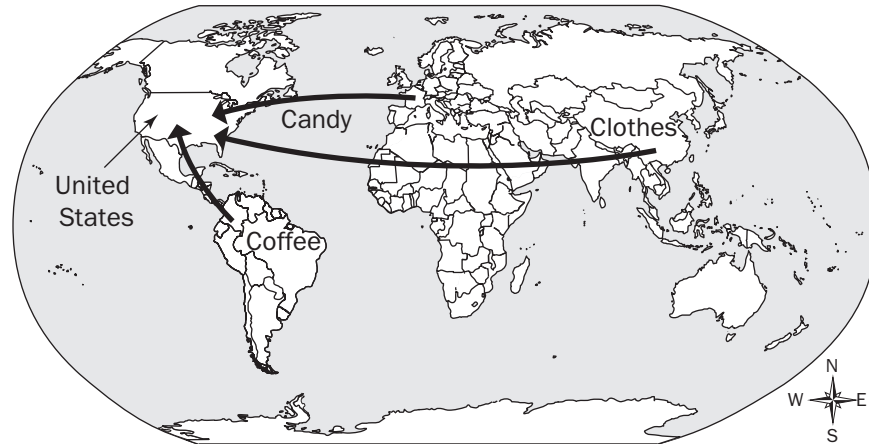 Candy
Clothes
United
States
Coffee
N
W
E
S